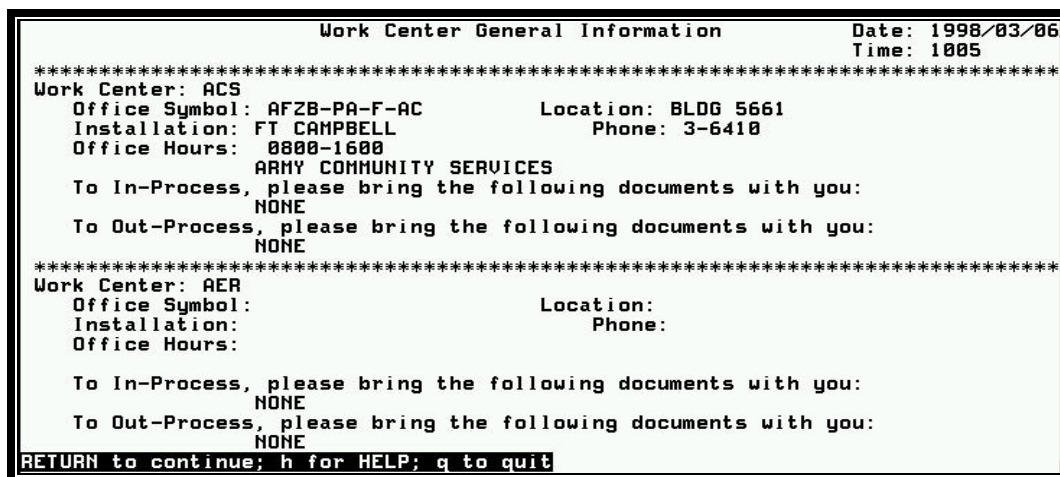 Work Center General Information Date: 1998/03/06
Time: 1005
*******************************************************************************
Work Center: ACS
Office Symbol: AFZB-PA-F-AC Location: BLDG 5661
Installation: FT CAMPBELL Phone: 3-6410
Office Hours: 0800-1600
ARMY COMMUNITY SERVICES
To In-Process, please bring the following documents with you:
NONE
To Out-Process, please bring the following documents with you:
NONE
*******************************************************************************
Work Center: AER
Office Symbol: Location:
Installation: Phone:
Office Hours:
To In-Process, please bring the following documents with you:
NONE
To Out-Process, please bring the following documents with you:
NONE
RETURN to continue; h for HELP; q to quit